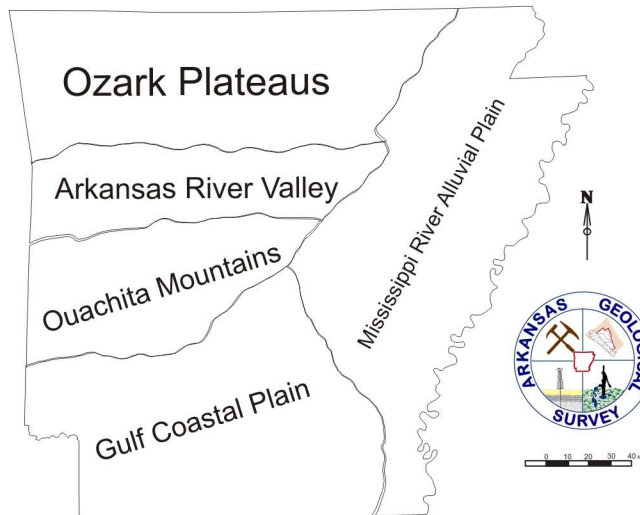 Ozark Plateaus
Arkansas River Valley
Ouachita Mountains
Gulf Coastal Plain
Mississippi River Alluvial Plain
N
ARKANSAS GEOLOGICAL
SURVEY
0 10 20 30 40